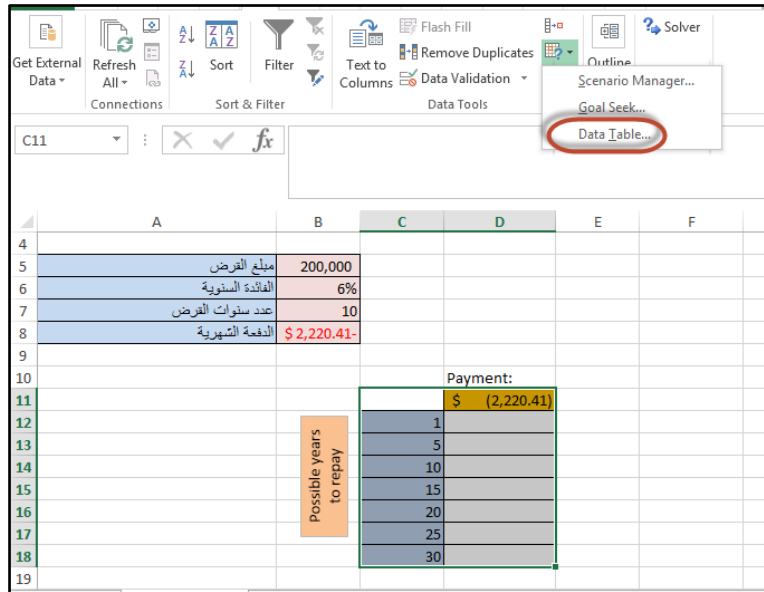 Get External
Data
Refresh
All
Connections
Sort
Filter
Sort & Filter
Text to
Columns
Flash Fill
Remove Duplicates
Data Validation
Data Tools
Outline
Solver
Scenario Manager...
Goal Seek...
Data Table...
C11
fx
A B C D E F
4
5 مبلغ القرض 200,000
6 الفائدة السنوية 6%
7 عدد سنوات القرض 10
8 الدفعة الشهرية $ 2,220.41-
9
10 Payment:
11 $ (2,220.41)
12 1
13 5
14 10
15 15
16 20
17 25
18 30
19
Possible years
to repay